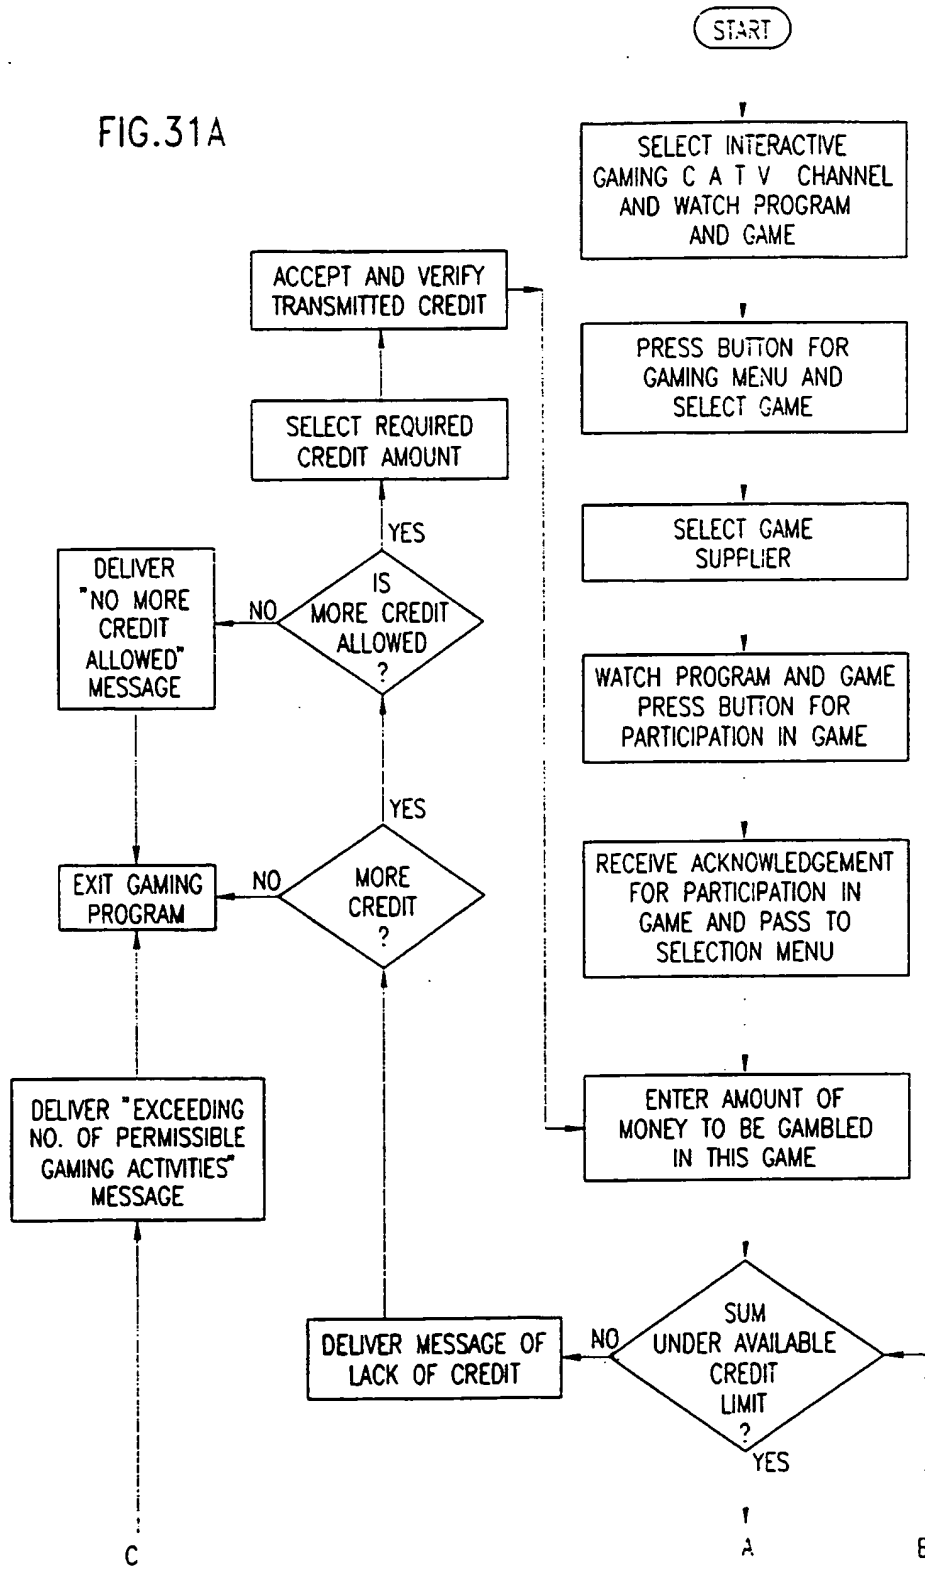 START
FIG.31A
SELECT INTERACTIVE
GAMING C A T V CHANNEL
AND WATCH PROGRAM
AND GAME
ACCEPT AND VERIFY
TRANSMITTED CREDIT
PRESS BUTTON FOR
GAMING MENU AND
SELECT GAME
SELECT REQUIRED
CREDIT AMOUNT
SELECT GAME
SUPPLIER
YES
DELIVER
"NO MORE
CREDIT
ALLOWED"
MESSAGE
NO
IS
MORE CREDIT
ALLOWED
?
WATCH PROGRAM AND GAME
PRESS BUTTON FOR
PARTICIPATION IN GAME
YES
EXIT GAMING
PROGRAM
NO
MORE
CREDIT
?
RECEIVE ACKNOWLEDGEMENT
FOR PARTICIPATION IN
GAME AND PASS TO
SELECTION MENU
DELIVER "EXCEEDING
NO. OF PERMISSIBLE
GAMING ACTIVITIES"
MESSAGE
ENTER AMOUNT OF
MONEY TO BE GAMBLED
IN THIS GAME
DELIVER MESSAGE OF
LACK OF CREDIT
NO
SUM
UNDER AVAILABLE
CREDIT
LIMIT
?
YES
C
A